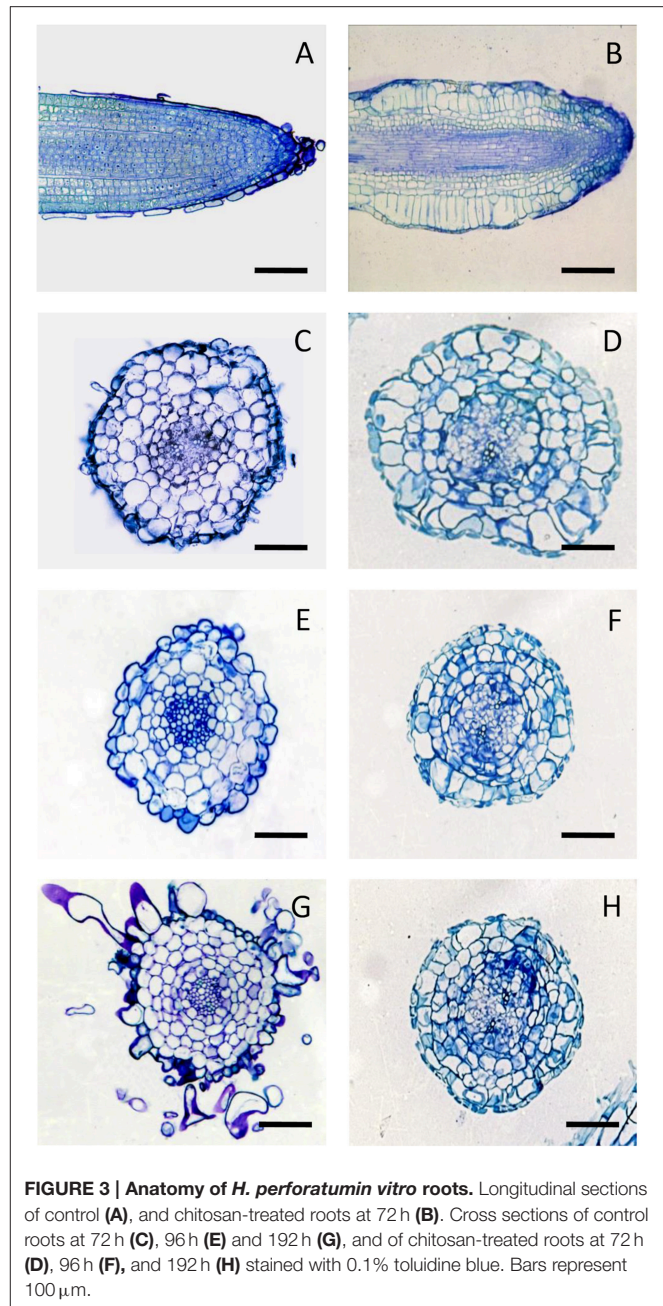 A
B
C
D
E
F
G
H
FIGURE 3 | Anatomy of H. perforatumin vitro roots. Longitudinal sections
of control (A), and chitosan-treated roots at 72 h (B). Cross sections of control
roots at 72 h (C), 96 h (E) and 192 h (G), and of chitosan-treated roots at 72 h
(D), 96 h (F), and 192 h (H) stained with 0.1% toluidine blue. Bars represent
100 μm.